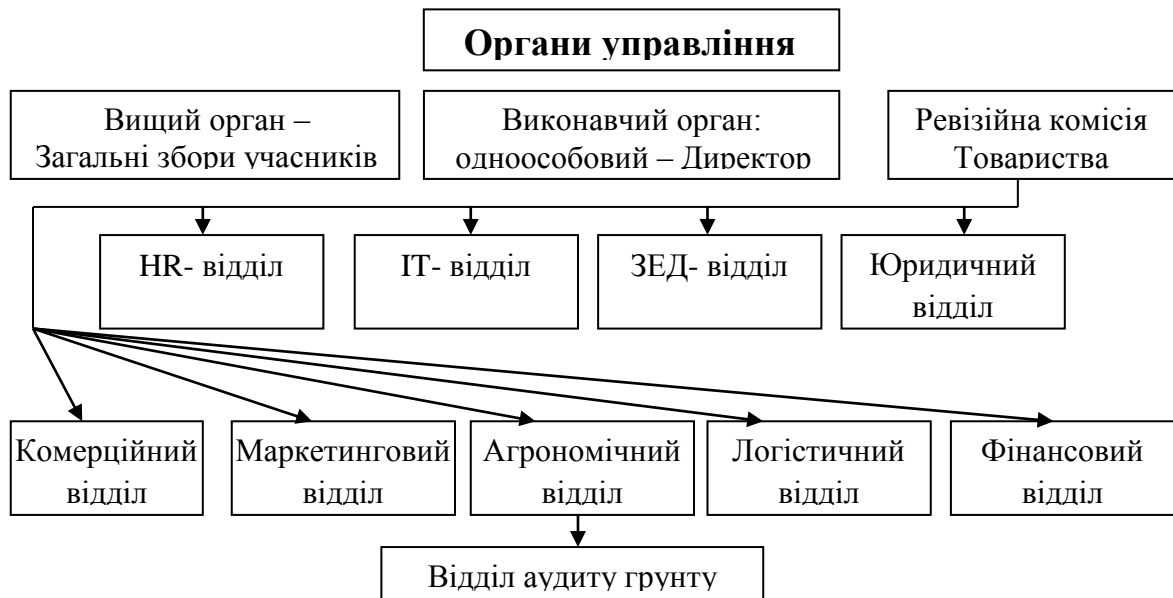 Органи управління
Вищий орган –
Загальні збори учасників
Виконавчий орган:
одноособовий – Директор
Ревізійна комісія
Товариства
HR- відділ
IT- відділ
ЗЕД- відділ
Юридичний
відділ
Комерційний
відділ
Маркетинговий
відділ
Агрономічний
відділ
Логістичний
відділ
Фінансовий
відділ
Відділ аудиту грунту